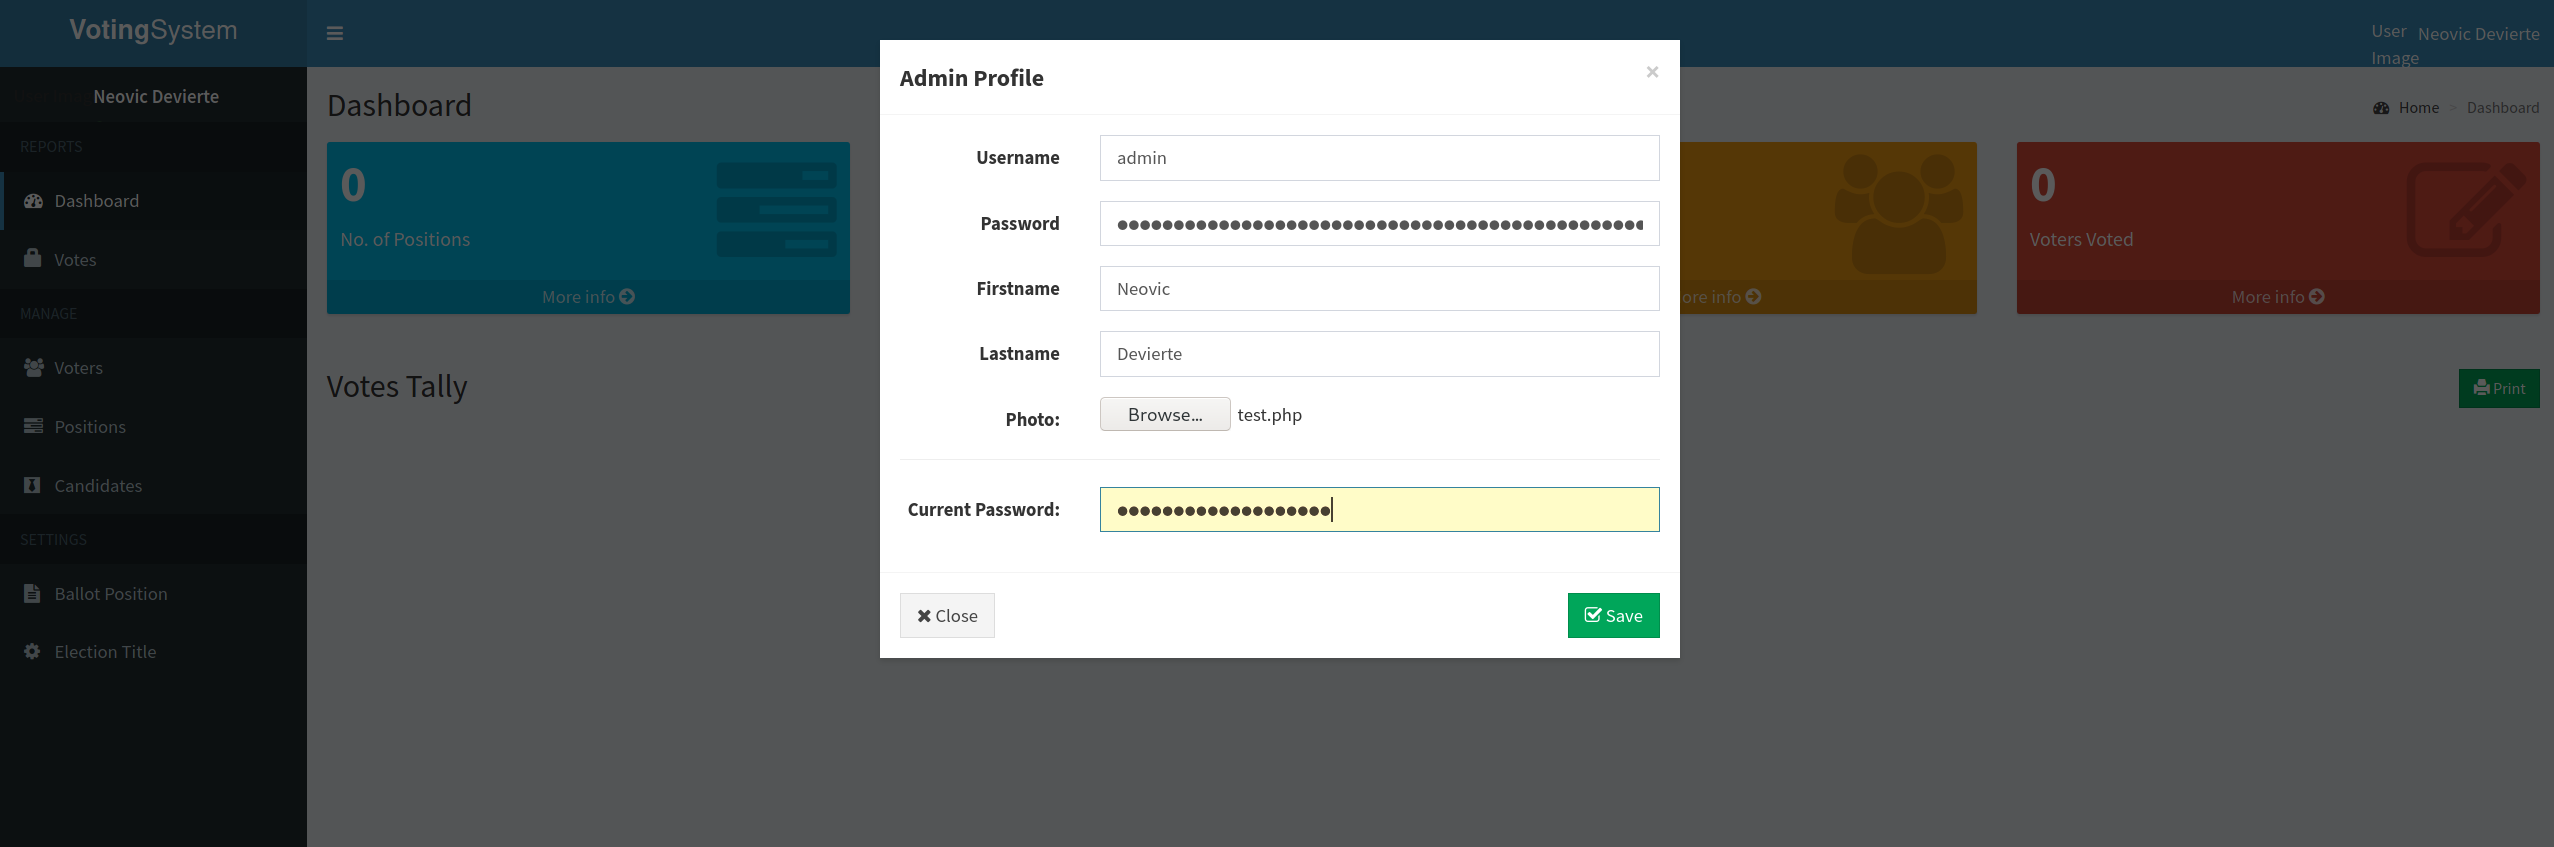 VotingSystem
User Image
Neovic Devierte
Neovic Devierte
REPORTS
Dashboard
Votes
MANAGE
Voters
Positions
Candidates
SETTINGS
Ballot Position
Election Title
Dashboard
Home > Dashboard
0
No. of Positions
More info
ore info
0
Voters Voted
More info
Votes Tally
Print
Admin Profile
×
Username
admin
Password
Firstname
Neovic
Lastname
Devierte
Photo:
Browse...
test.php
Current Password:
Close
Save